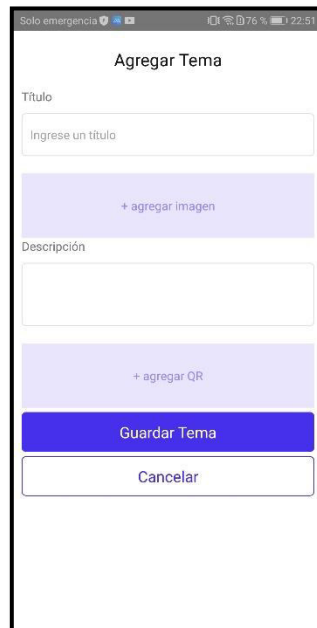 Solo emergencia 76 % 22:51
Agregar Tema
Título
Ingrese un título
+ agregar imagen
Descripción
+ agregar QR
Guardar Tema
Cancelar